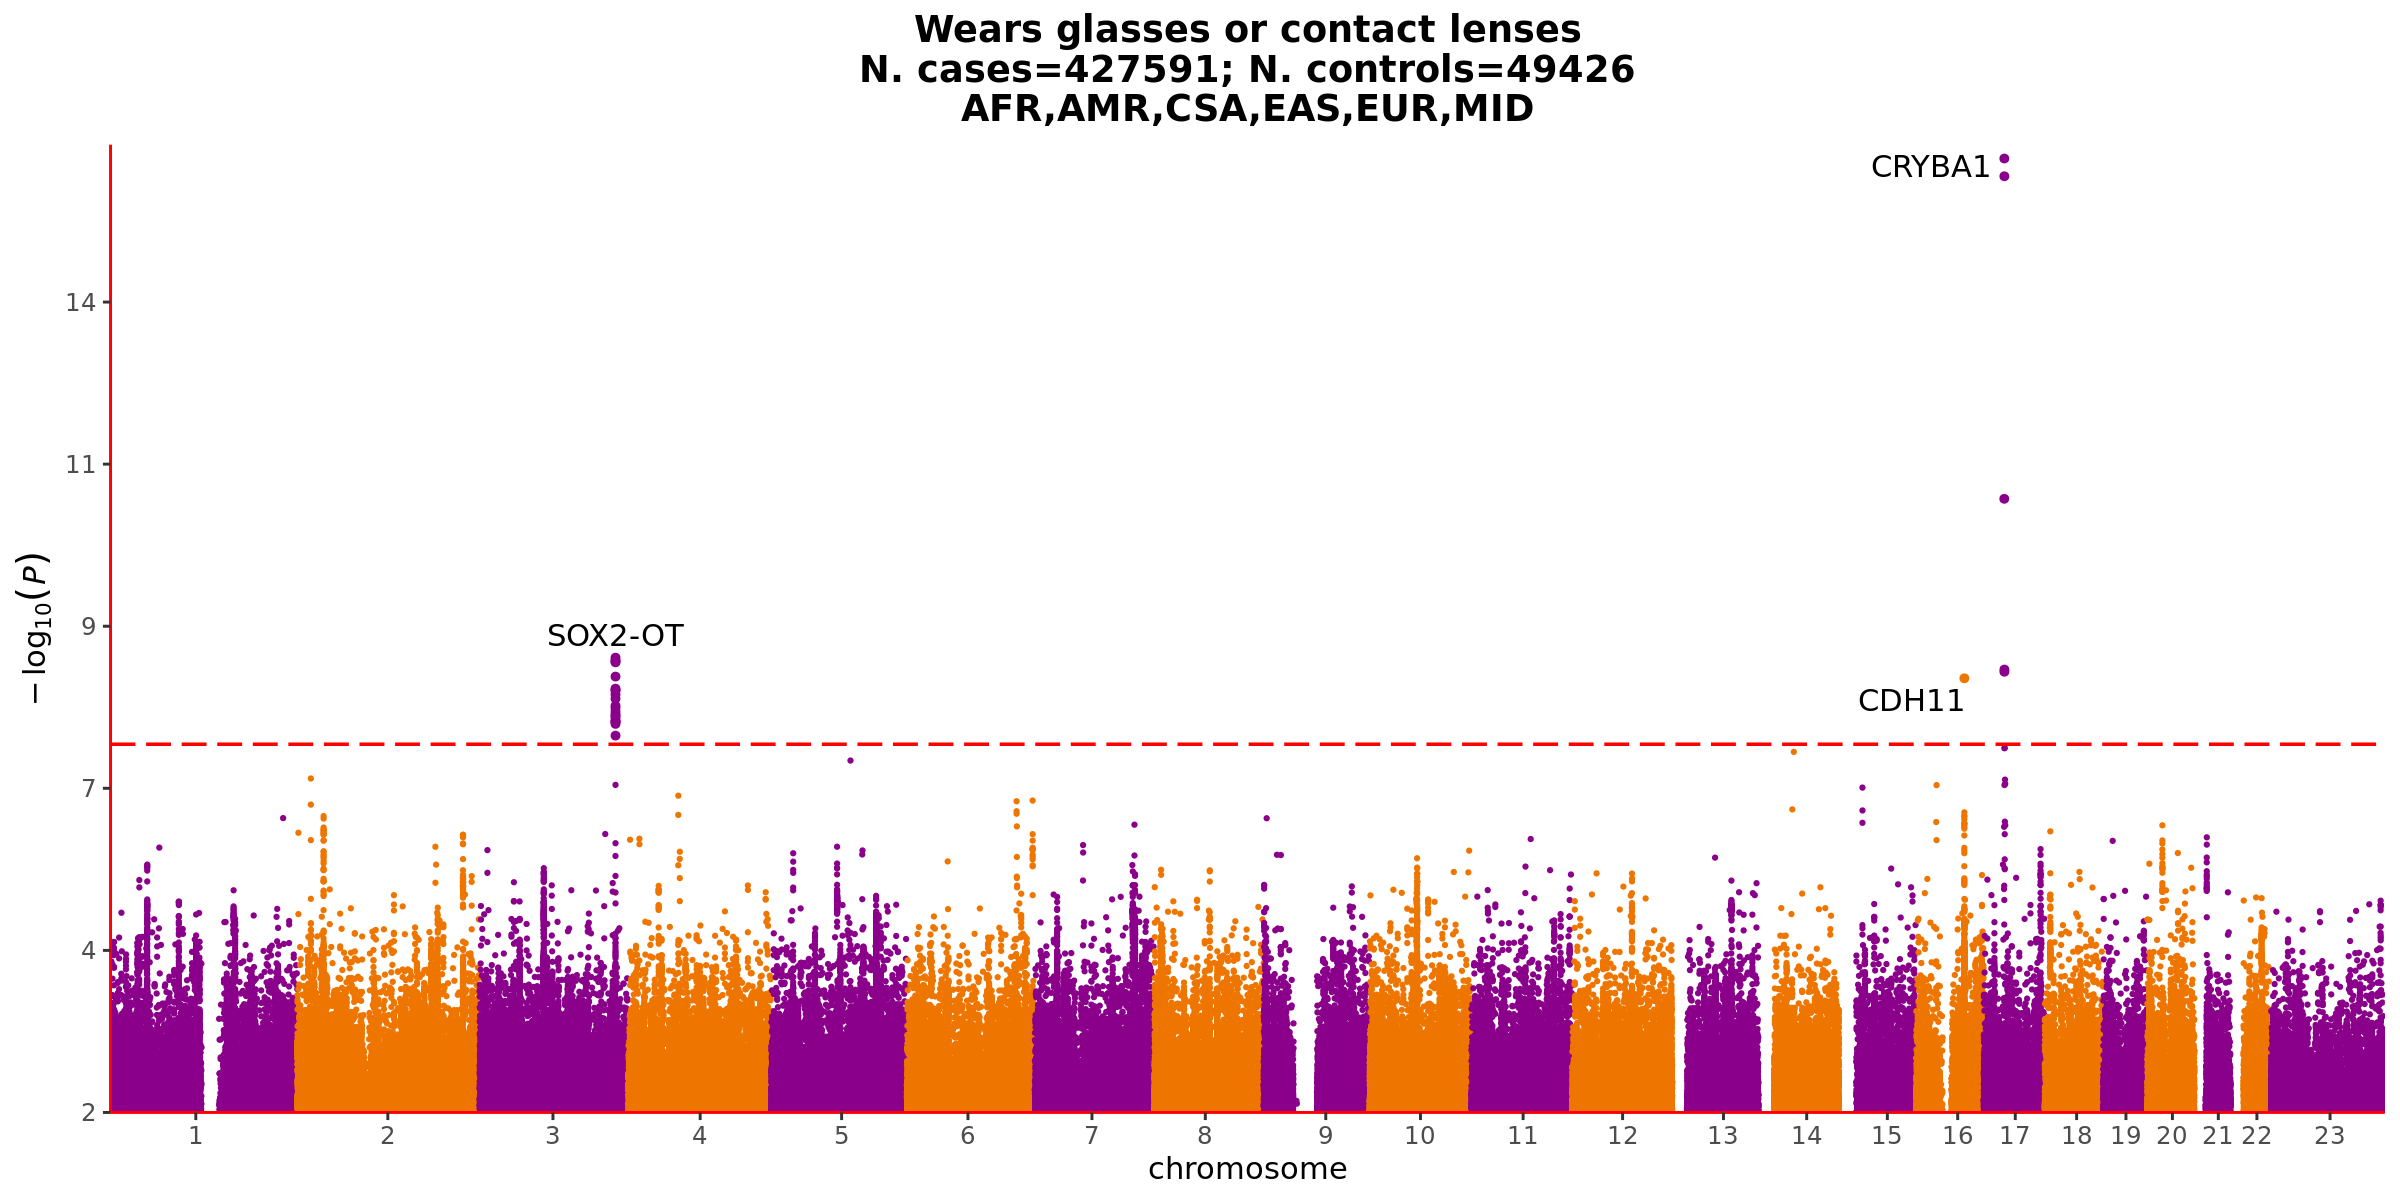 Wears glasses or contact lenses
N. cases=427591; N. controls=49426
AFR,AMR,CSA,EAS,EUR,MID
CRYBA1
14
11
9
SOX2-OT
CDH11
7
4
2
−log₁₀(P)
1 2 3 4 5 6 7 8 9 10 11 12 13 14 15 16 17 18 19 20 21 22 23
chromosome